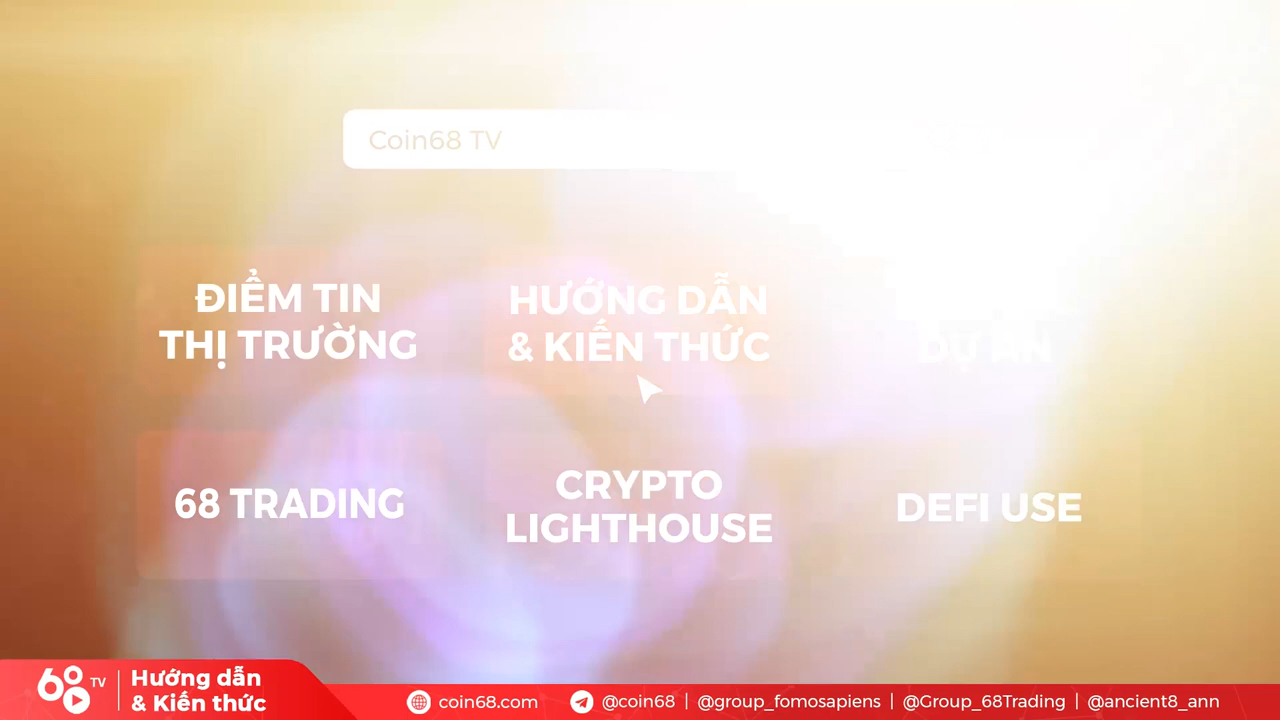 Coin68 TV
ĐIỂM TIN
THỊ TRƯỜNG
HƯỚNG DẪN
& KIẾN THỨC
DỰ ÁN
68 TRADING
CRYPTO
LIGHTHOUSE
DEFI USE
68 TV
Hướng dẫn
& Kiến thức
coin68.com
@coin68 | @group_fomosapiens | @Group_68Trading | @ancient8_ann